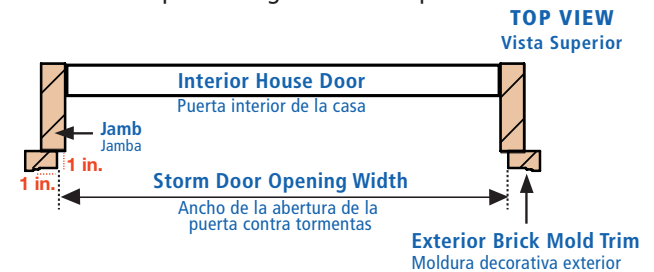 TOP VIEW
Vista Superior
Interior House Door
Puerta interior de la casa
Jamb
Jamba
1 in.
1 in.
Storm Door Opening Width
Ancho de la abertura de la
puerta contra tormentas
Exterior Brick Mold Trim
Moldura decorativa exterior